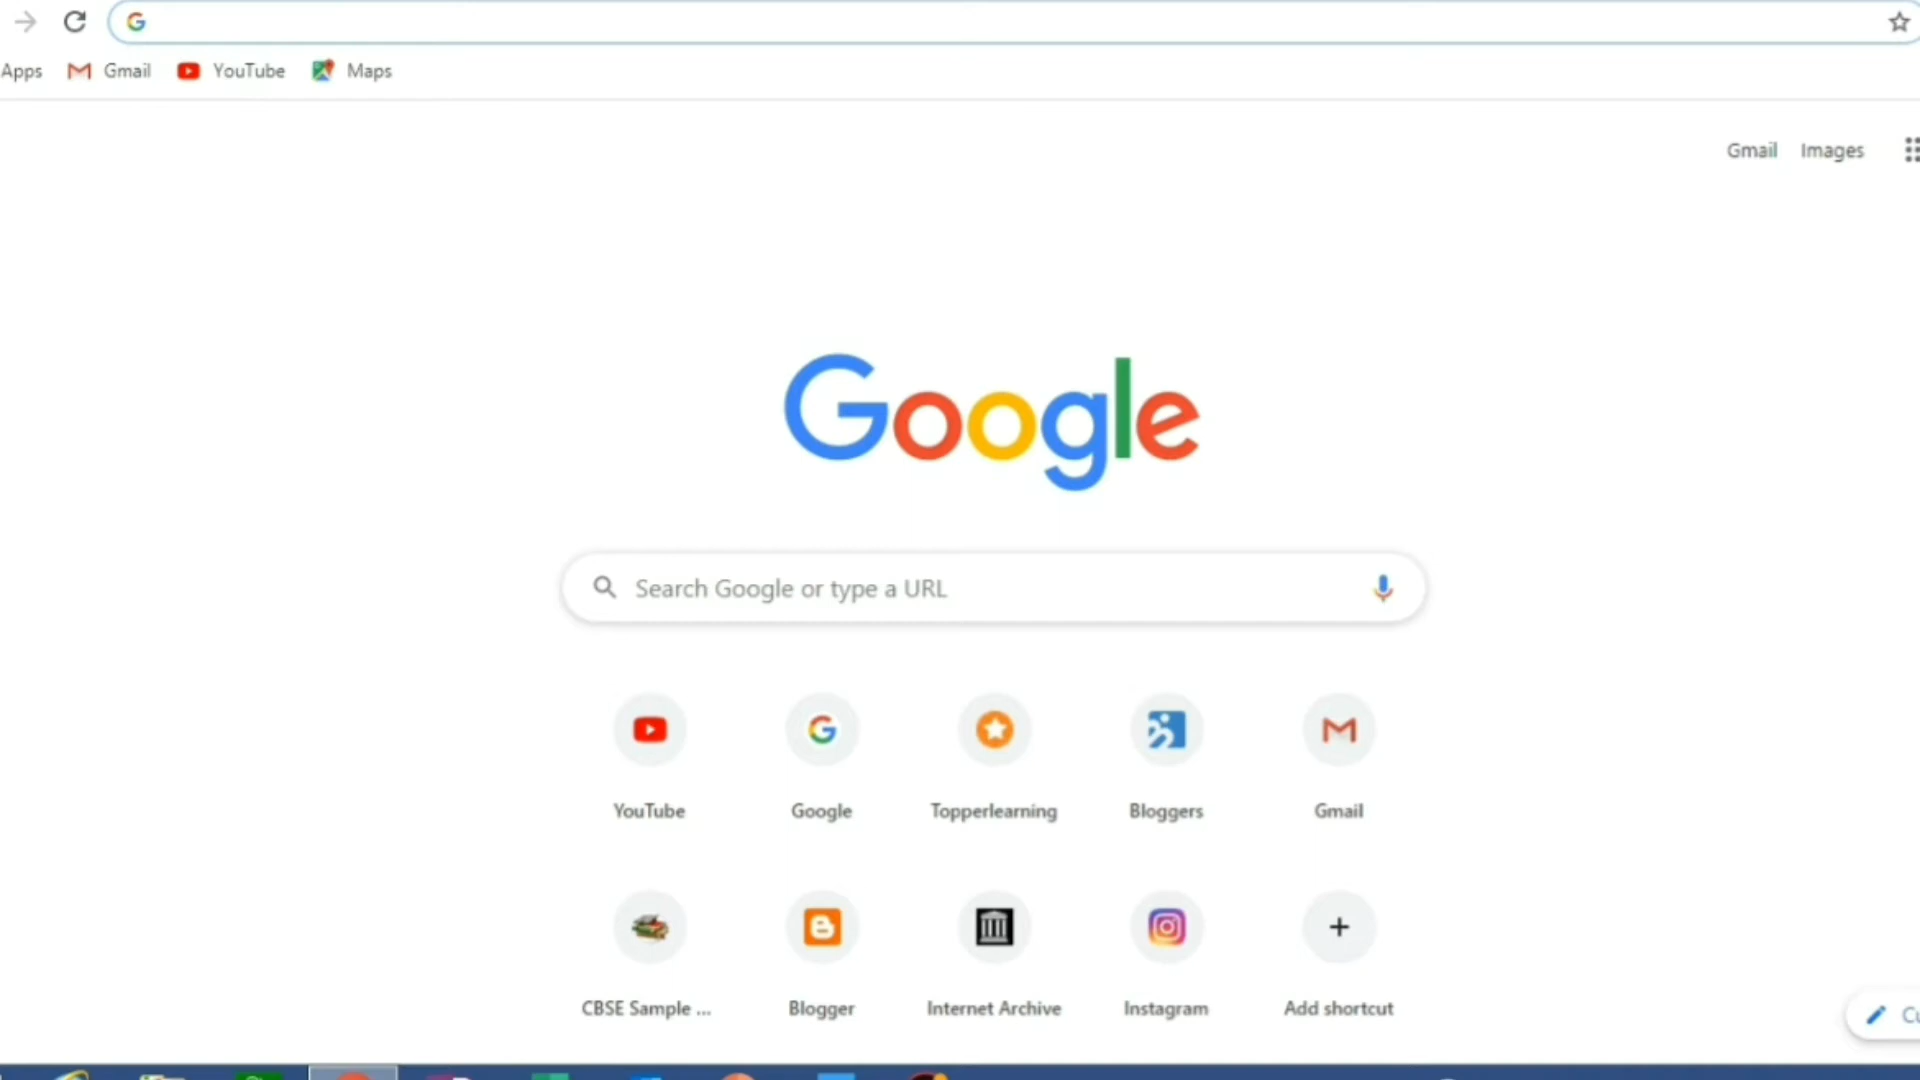 Apps Gmail YouTube Maps
Gmail Images
Google
Search Google or type a URL
YouTube Google Topperlearning Bloggers Gmail
CBSE Sample ... Blogger Internet Archive Instagram Add shortcut